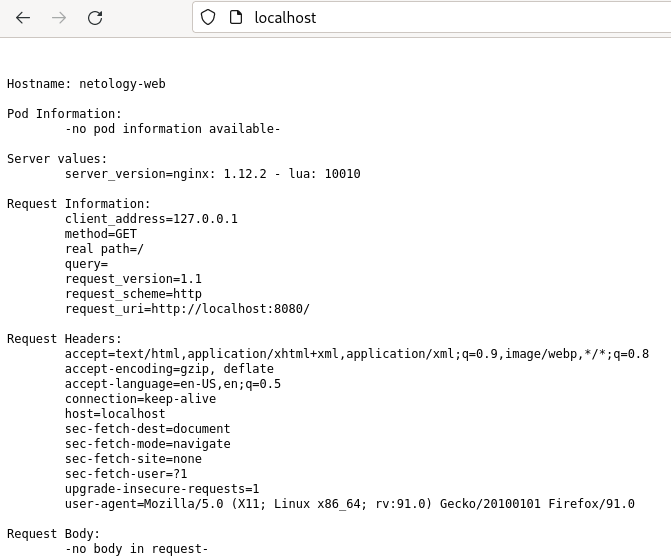 localhost
Hostname: netology-web
Pod Information:
-no pod information available-
Server values:
server_version=nginx: 1.12.2 - lua: 10010
Request Information:
client_address=127.0.0.1
method=GET
real path=/
query=
request_version=1.1
request_scheme=http
request_uri=http://localhost:8080/
Request Headers:
accept=text/html,application/xhtml+xml,application/xml;q=0.9,image/webp,*/*;q=0.8
accept-encoding=gzip, deflate
accept-language=en-US,en;q=0.5
connection=keep-alive
host=localhost
sec-fetch-dest=document
sec-fetch-mode=navigate
sec-fetch-site=none
sec-fetch-user=?1
upgrade-insecure-requests=1
user-agent=Mozilla/5.0 (X11; Linux x86_64; rv:91.0) Gecko/20100101 Firefox/91.0
Request Body:
-no body in request-